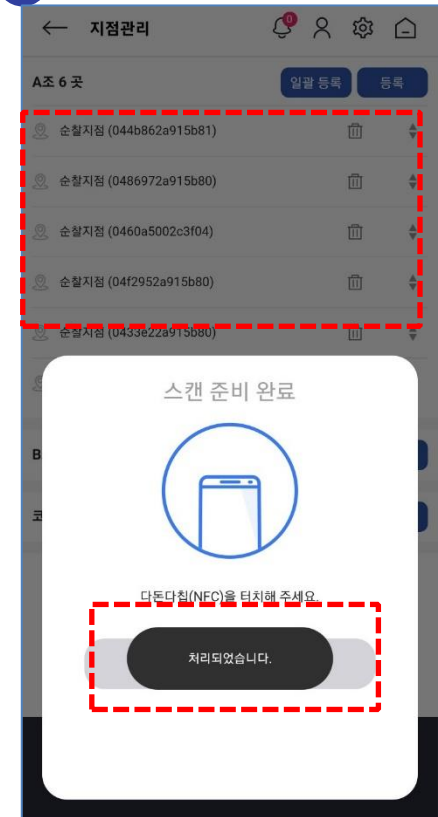 지점관리
0
A조 6 곳
일괄 등록
등록
순찰지점 (044b862a915b81)
순찰지점 (0486972a915b80)
순찰지점 (0460a5002c3f04)
순찰지점 (04f2952a915b80)
순찰지점 (0433e22a915b80)
스캔 준비 완료
B
코
다돈다칩(NFC)을 터치해 주세요.
처리되었습니다.